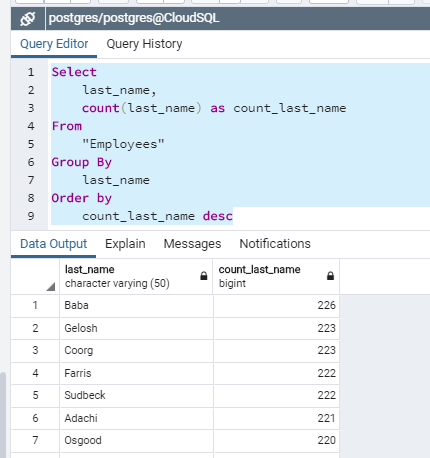 postgres/postgres@CloudSQL
Query Editor Query History
1 Select
2 last_name,
3 count(last_name) as count_last_name
4 From
5 "Employees"
6 Group By
7 last_name
8 Order by
9 count_last_name desc
Data Output Explain Messages Notifications
last_name count_last_name
character varying (50) bigint
1 Baba 226
2 Gelosh 223
3 Coorg 223
4 Farris 222
5 Sudbeck 222
6 Adachi 221
7 Osgood 220